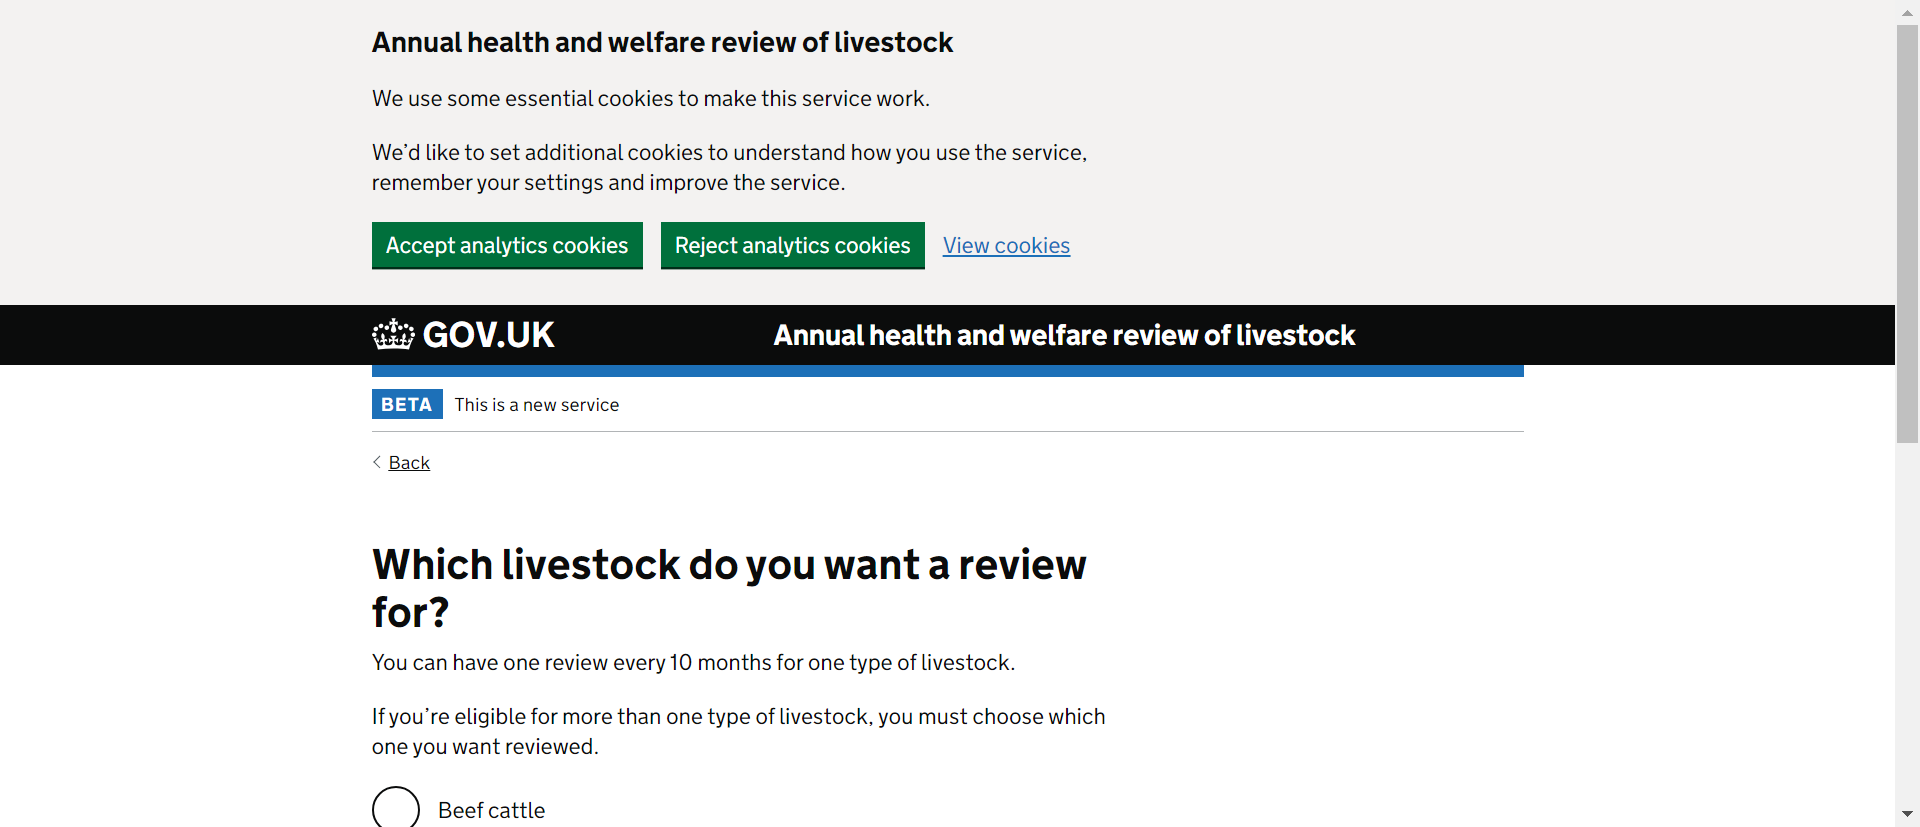 Annual health and welfare review of livestock
We use some essential cookies to make this service work.
We’d like to set additional cookies to understand how you use the service,
remember your settings and improve the service.
Accept analytics cookies Reject analytics cookies View cookies
GOV.UK Annual health and welfare review of livestock
BETA This is a new service
Back
Which livestock do you want a review
for?
You can have one review every 10 months for one type of livestock.
If you’re eligible for more than one type of livestock, you must choose which
one you want reviewed.
Beef cattle